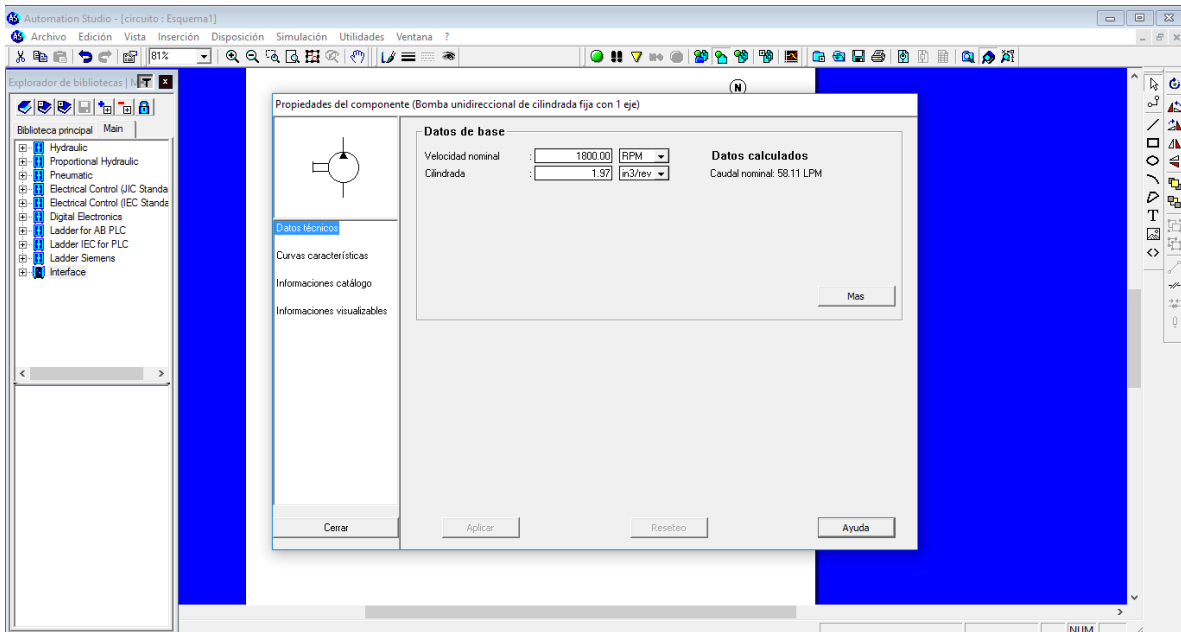 Automation Studio - [circuito : Esquema1]
Archivo Edición Vista Inserción Disposición Simulación Utilidades Ventana ?
81%
Explorador de bibliotecas |
Biblioteca principal Main
Hydraulic
Proportional Hydraulic
Pneumatic
Electrical Control (JIC Standa
Electrical Control (IEC Standa
Digital Electronics
Ladder for AB PLC
Ladder IEC for PLC
Ladder Siemens
Interface
N
Propiedades del componente (Bomba unidireccional de cilindrada fija con 1 eje)
Datos técnicos
Curvas características
Informaciones catálogo
Informaciones visualizables
Cerrar
Datos de base
Velocidad nominal : 1800.00 RPM
Cilindrada : 1.97 in3/rev
Datos calculados
Caudal nominal: 58.11 LPM
Mas
Aplicar
Reseteo
Ayuda
T
NUM